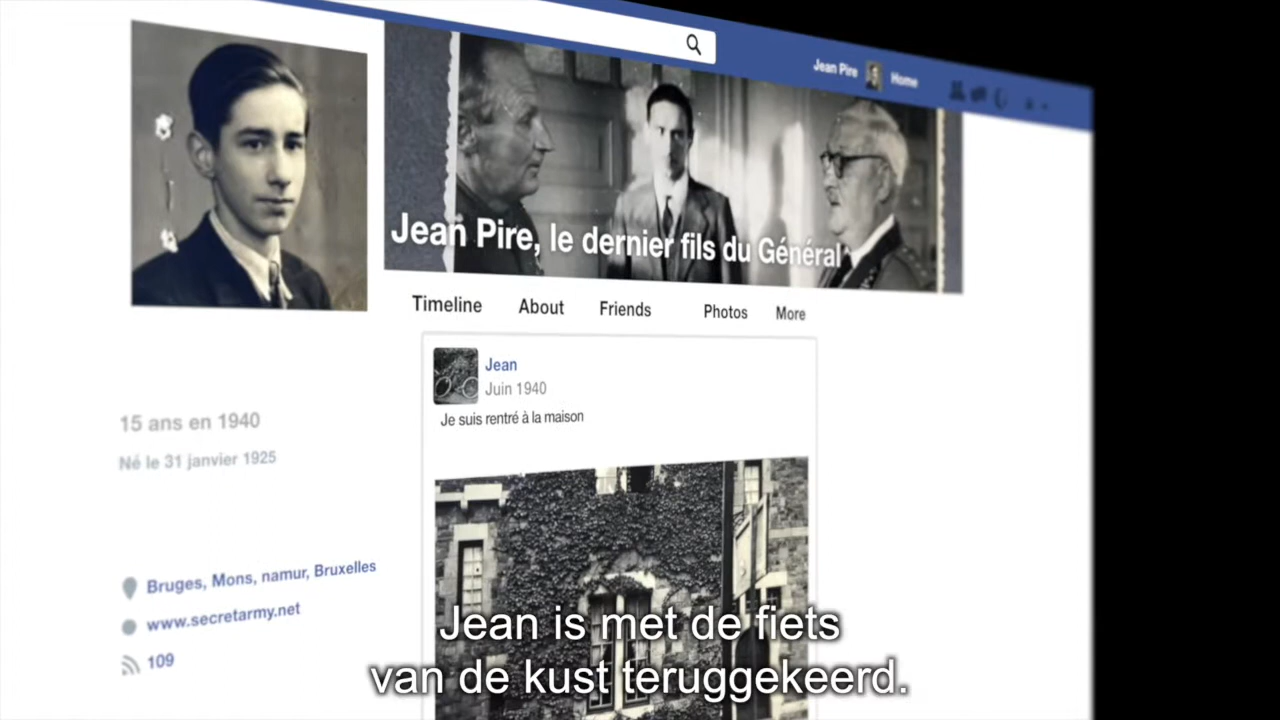 Jean Pire
Home
Jean Pire, le dernier fils du Général
Timeline
About
Friends
Photos
More
Jean
Juin 1940
Je suis rentré à la maison
15 ans en 1940
Né le 31 janvier 1925
Bruges, Mons, namur, Bruxelles
www.secretarmy.net
109
Jean is met de fiets
van de kust teruggekeerd.